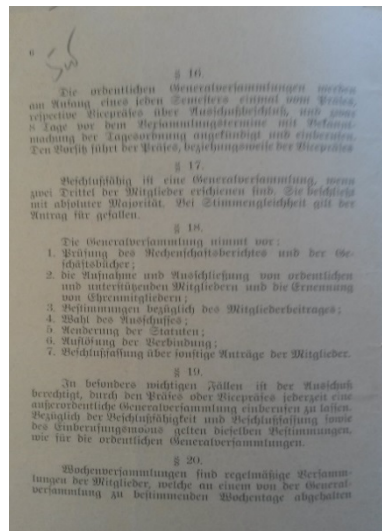 6
§ 16.
Die ordentlichen Generalversammlungen werden
am Anfang eines jeden Semesters einmal vom Präses,
respective Vicepräses über Ausschußbeschluß, und zwar
8 Tage vor dem Versammlungstermine mit Bekannt-
machung der Tagesordnung angekündigt und einberufen.
Den Vorsitz führt der Präses, beziehungsweise der Vicepräses.
§ 17.
Beschlußfähig ist eine Generalversammlung, wenn
zwei Drittel der Mitglieder erschienen sind. Sie beschließt
mit absoluter Majorität. Bei Stimmengleichheit gilt der
Antrag für gefallen.
§ 18.
Die Generalversammlung nimmt vor:
1. Prüfung des Rechenschaftsberichtes und der Ge-
schäftsbücher;
2. die Aufnahme und Ausschließung von ordentlichen
und unterstützenden Mitgliedern und die Ernennung
von Ehrenmitgliedern;
3. Bestimmungen bezüglich des Mitgliederbeitrages;
4. Wahl des Ausschusses;
5. Aenderung der Statuten;
6. Auflösung der Verbindung;
7. Beschlußfassung über sonstige Anträge der Mitglieder.
§ 19.
In besonders wichtigen Fällen ist der Ausschuß
berechtigt, durch den Präses oder Vicepräses jederzeit eine
außerordentliche Generalversammlung einberufen zu lassen.
Bezüglich der Beschlußfähigkeit und Beschlußfassung sowie
des Einberufungsmodus gelten dieselben Bestimmungen,
wie für die ordentlichen Generalversammlungen.
§ 20.
Wochenversammlungen sind regelmäßige Versamm-
lungen der Mitglieder, welche an einem von der General-
versammlung zu bestimmenden Wochentage abgehalten